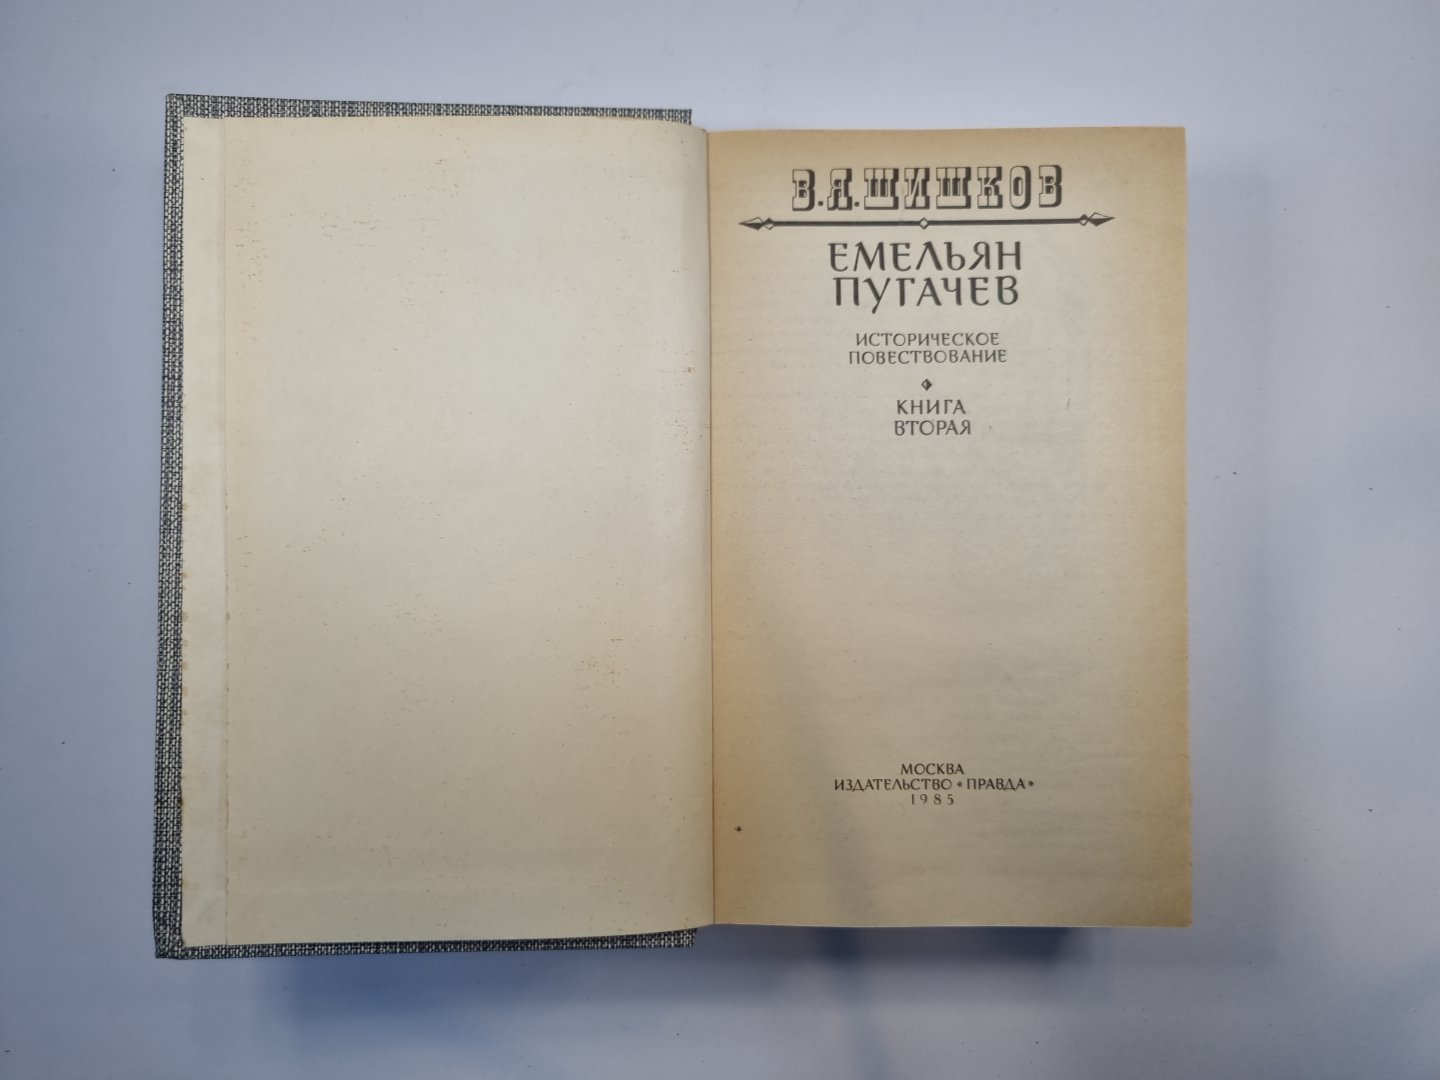 В.Я.ШИШКОВ
ЕМЕЛЬЯН
ПУГАЧЕВ
ИСТОРИЧЕСКОЕ
ПОВЕСТВОВАНИЕ
КНИГА
ВТОРАЯ
МОСКВА
ИЗДАТЕЛЬСТВО «ПРАВДА»
1985